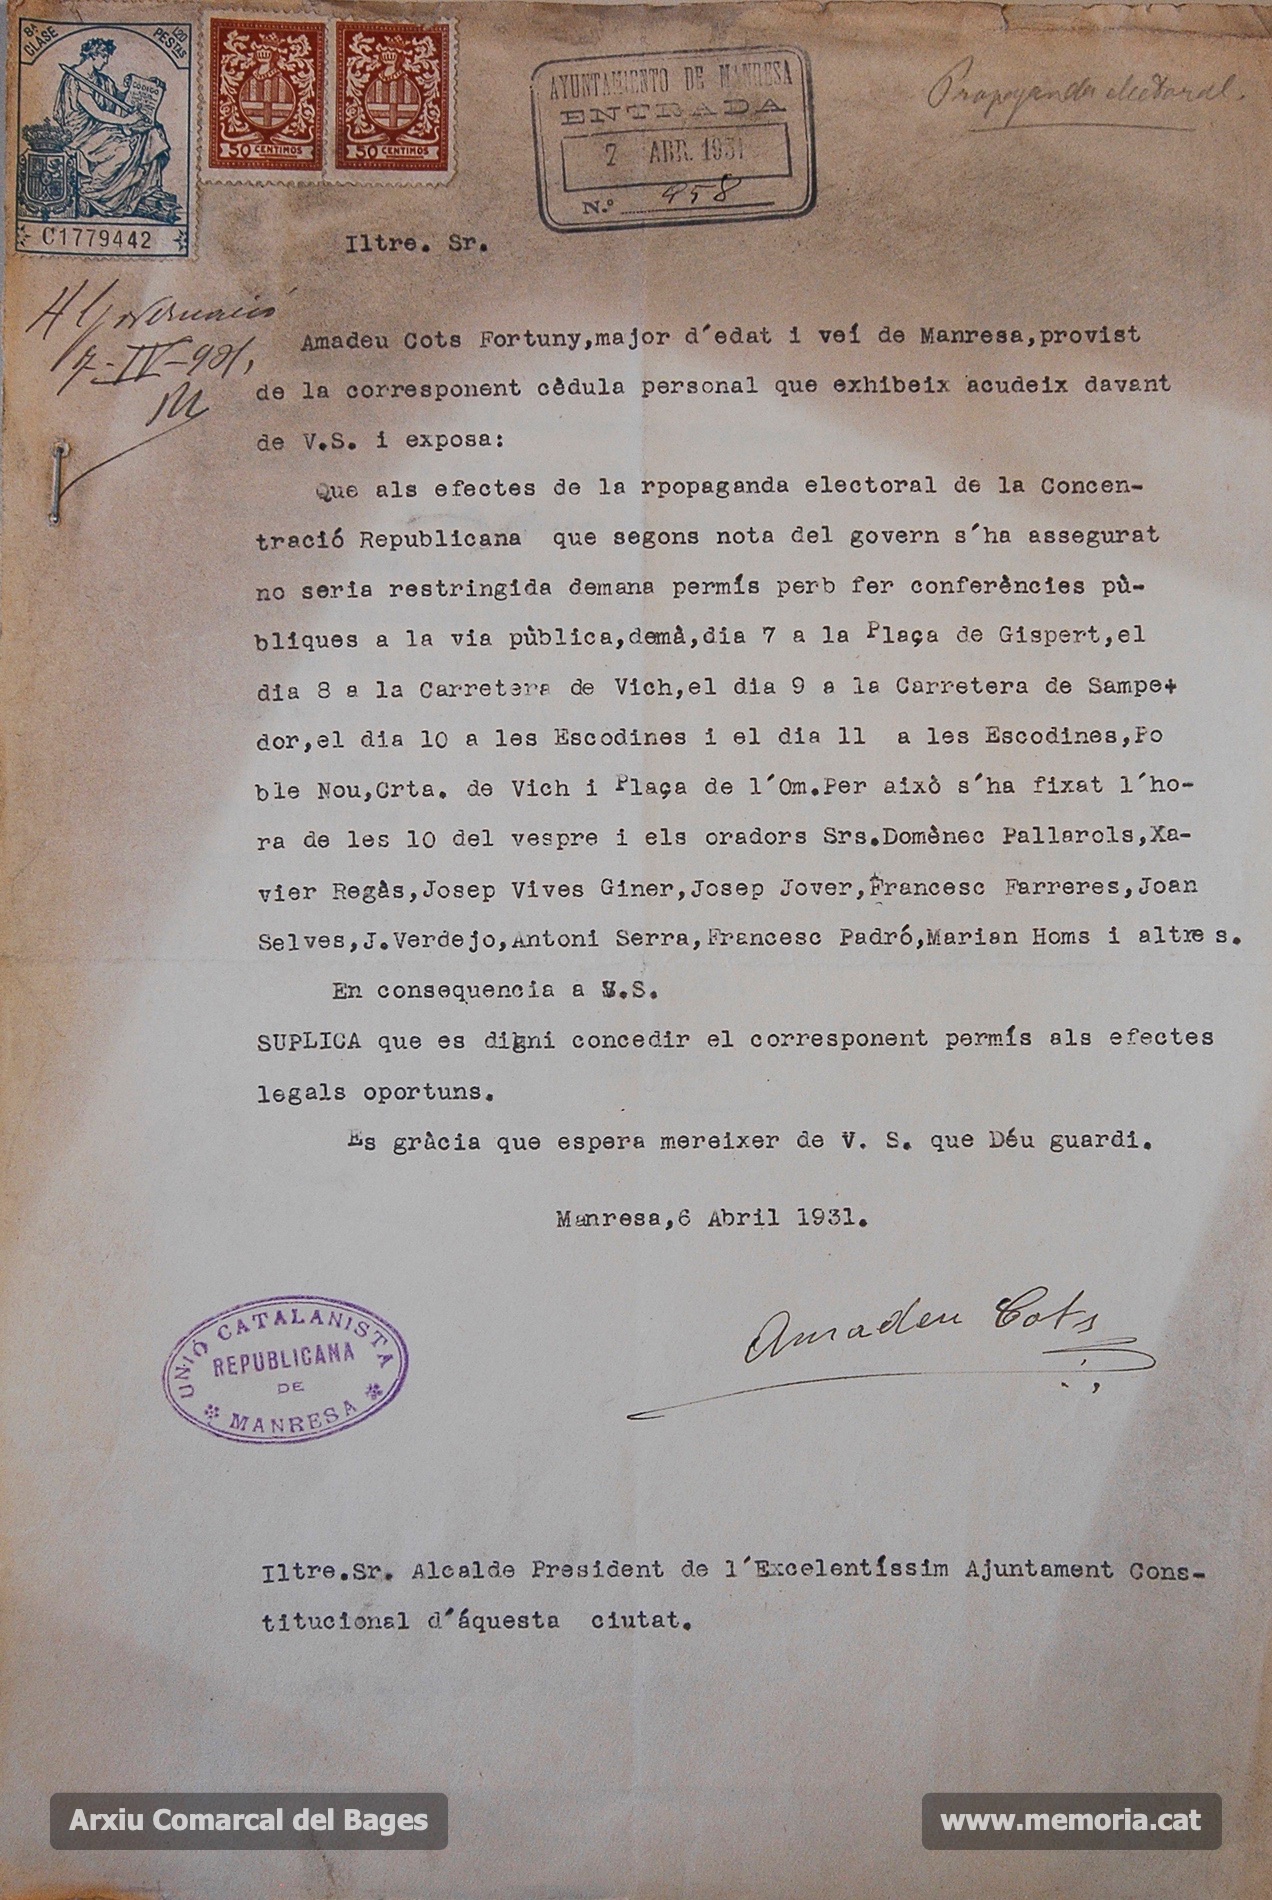 8ª CLASE
1'20 PESTAS
CODIGO
C1779442
50 CENTIMOS
50 CENTIMOS
AYUNTAMIENTO DE MANRESA
ENTRADA
7 ABR. 1931
N.º 958
Propaganda electoral.
Iltre. Sr.
A Governació
7-IV-931,
Amadeu Cots Fortuny,major d´edat i veí de Manresa,provist
de la corresponent cèdula personal que exhibeix acudeix davant
de V.S. i exposa:
Que als efectes de la rpopaganda electoral de la Concen-
tració Republicana que segons nota del govern s´ha assegurat
no seria restringida demana permís perb fer conferències pù-
bliques a la via pùblica,demà,dia 7 a la Plaça de Gispert,el
dia 8 a la Carretera de Vich,el dia 9 a la Carretera de Sampe+
dor,el dia 10 a les Escodines i el dia 11 a les Escodines,Po
ble Nou,Crta. de Vich i Plaça de l´Om.Per això s´ha fixat l´ho-
ra de les 10 del vespre i els oradors Srs.Domènec Pallarols,Xa-
vier Regàs,Josep Vives Giner,Josep Jover,Francesc Farreres,Joan
Selves,J.Verdejo,Antoni Serra,Francesc Padró,Marian Homs i altres.
En consequencia a V.S.
SUPLICA que es digni concedir el corresponent permís als efectes
legals oportuns.
Es gràcia que espera mereixer de V. S. que Déu guardi.
Manresa,6 Abril 1931.
Amadeu Cots
UNIÓ CATALANISTA
REPUBLICANA
DE
MANRESA
Iltre.Sr. Alcalde President de l´Excelentíssim Ajuntament Cons-
titucional d´áquesta ciutat.
Arxiu Comarcal del Bages
www.memoria.cat